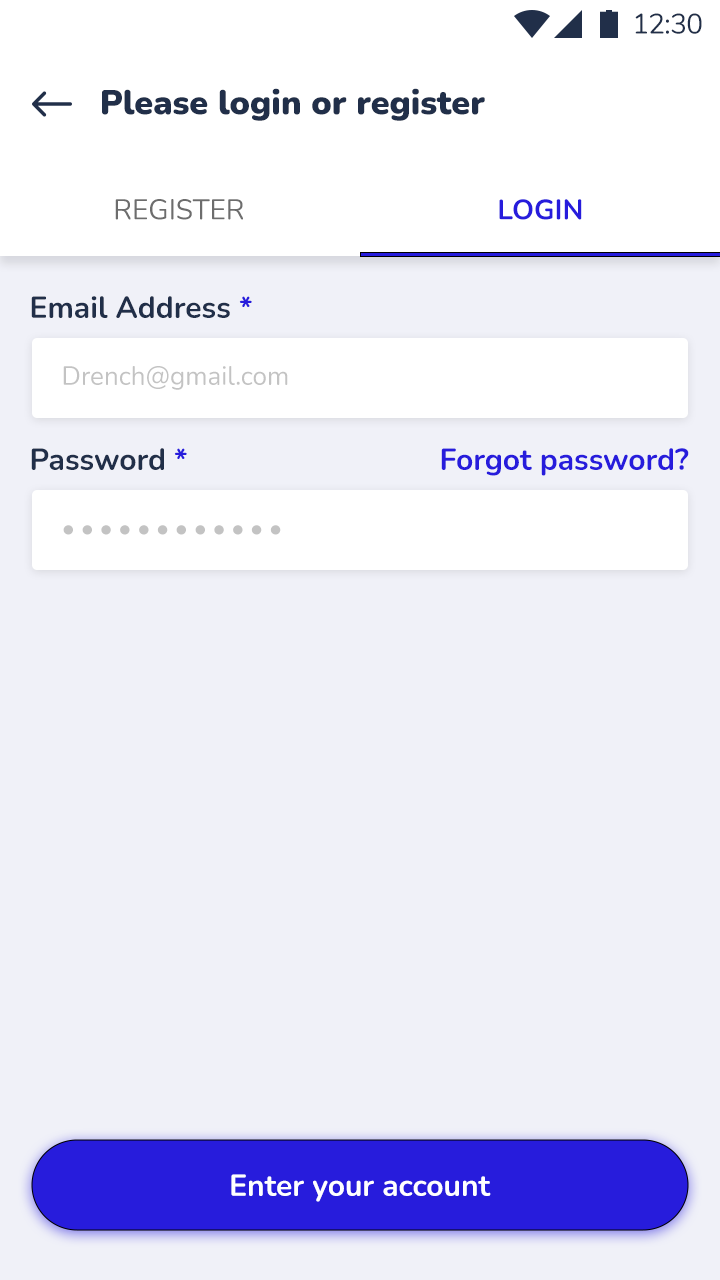 12:30
Please login or register
REGISTER LOGIN
Email Address *
Drench@gmail.com
Password * Forgot password?
••••••••••••
Enter your account